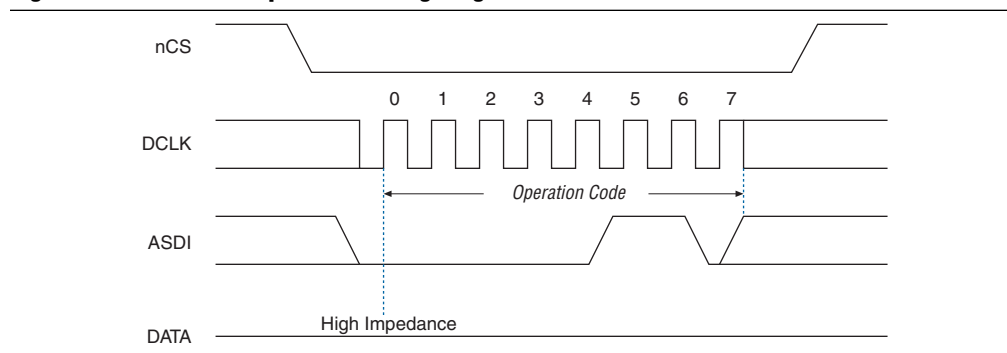 nCS
0 1 2 3 4 5 6 7
DCLK
Operation Code
ASDI
High Impedance
DATA